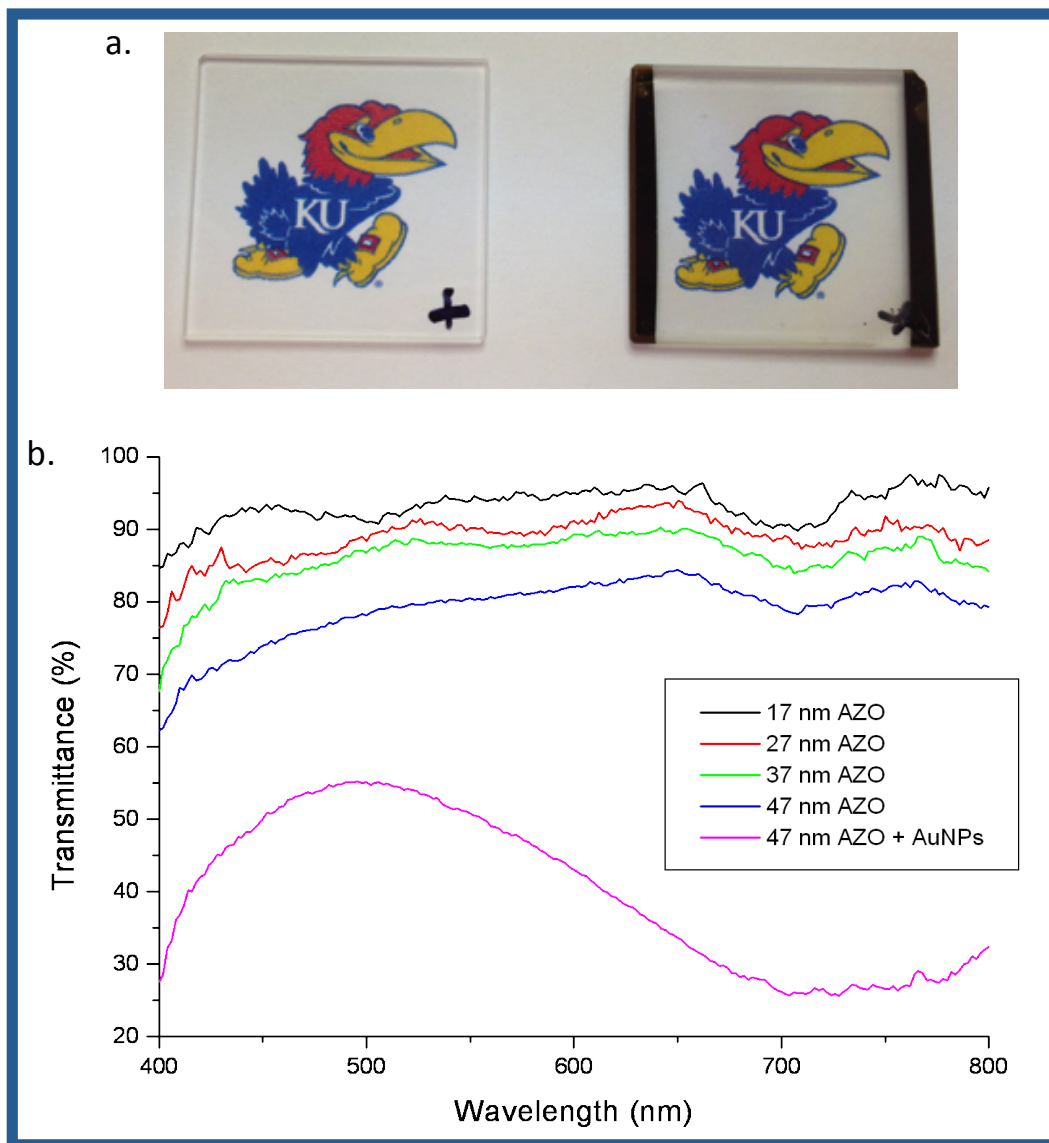 a.
KU
KU
b.
100
90
80
70
60
50
40
30
20
Transmittance (%)
17 nm AZO
27 nm AZO
37 nm AZO
47 nm AZO
47 nm AZO + AuNPs
400
500
600
700
800
Wavelength (nm)